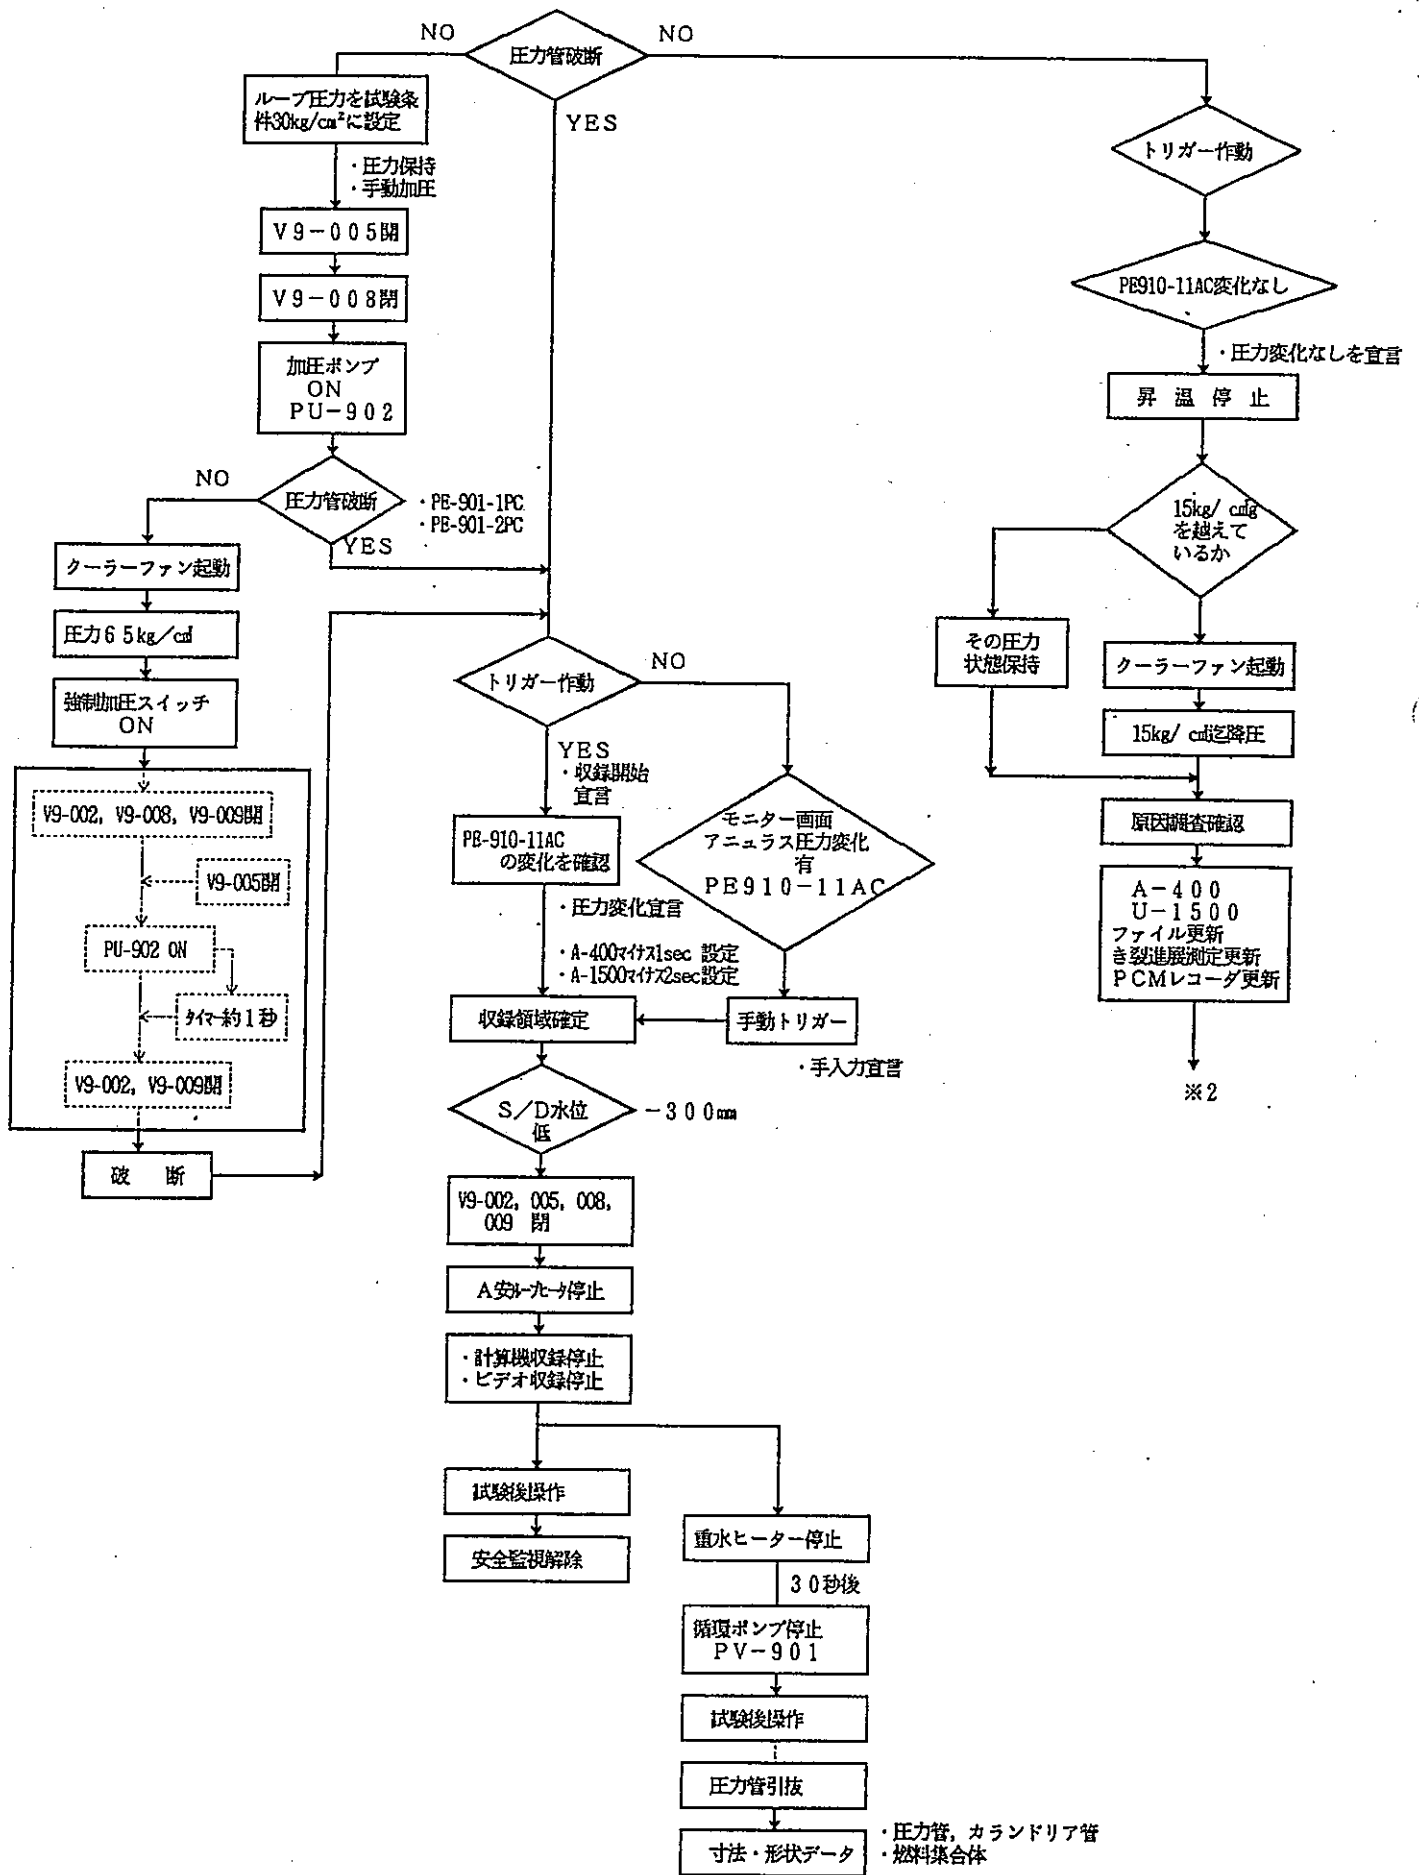 圧力管破断
NO
NO
YES
ループ圧力を試験条
件30kg/cm²に設定
・圧力保持
・手動加圧
V9-005開
V9-008閉
加圧ポンプ
ON
PU-902
圧力管破断
NO
YES
・PE-901-1PC
・PE-901-2PC
クーラーファン起動
圧力65kg/c㎡
強制加圧スイッチ
ON
V9-002, V9-008, V9-009閉
V9-005開
PU-902 ON
タイマー約1秒
V9-002, V9-009開
破 断
トリガー作動
NO
YES
・収録開始
宣言
PE-910-11AC
の変化を確認
・圧力変化宣言
・A-400マイナス1sec 設定
・A-1500マイナス2sec 設定
モニター画面
アニュラス圧力変化
有
PE910-11AC
手動トリガー
・手入力宣言
収録領域確定
S/D水位
低
-300mm
V9-002, 005, 008,
009 閉
A安ループヒータ停止
・計算機収録停止
・ビデオ収録停止
試験後操作
安全監視解除
重水ヒーター停止
30秒後
循環ポンプ停止
PV-901
試験後操作
圧力管引抜
寸法・形状データ
・圧力管, カランドリア管
・燃料集合体
トリガー作動
PE910-11AC変化なし
・圧力変化なしを宣言
昇 温 停 止
15kg/c㎡g
を越えて
いるか
その圧力
状態保持
クーラーファン起動
15kg/c㎡迄降圧
原因調査確認
A-400
U-1500
ファイル更新
き裂進展測定更新
PCMレコーダ更新
※2